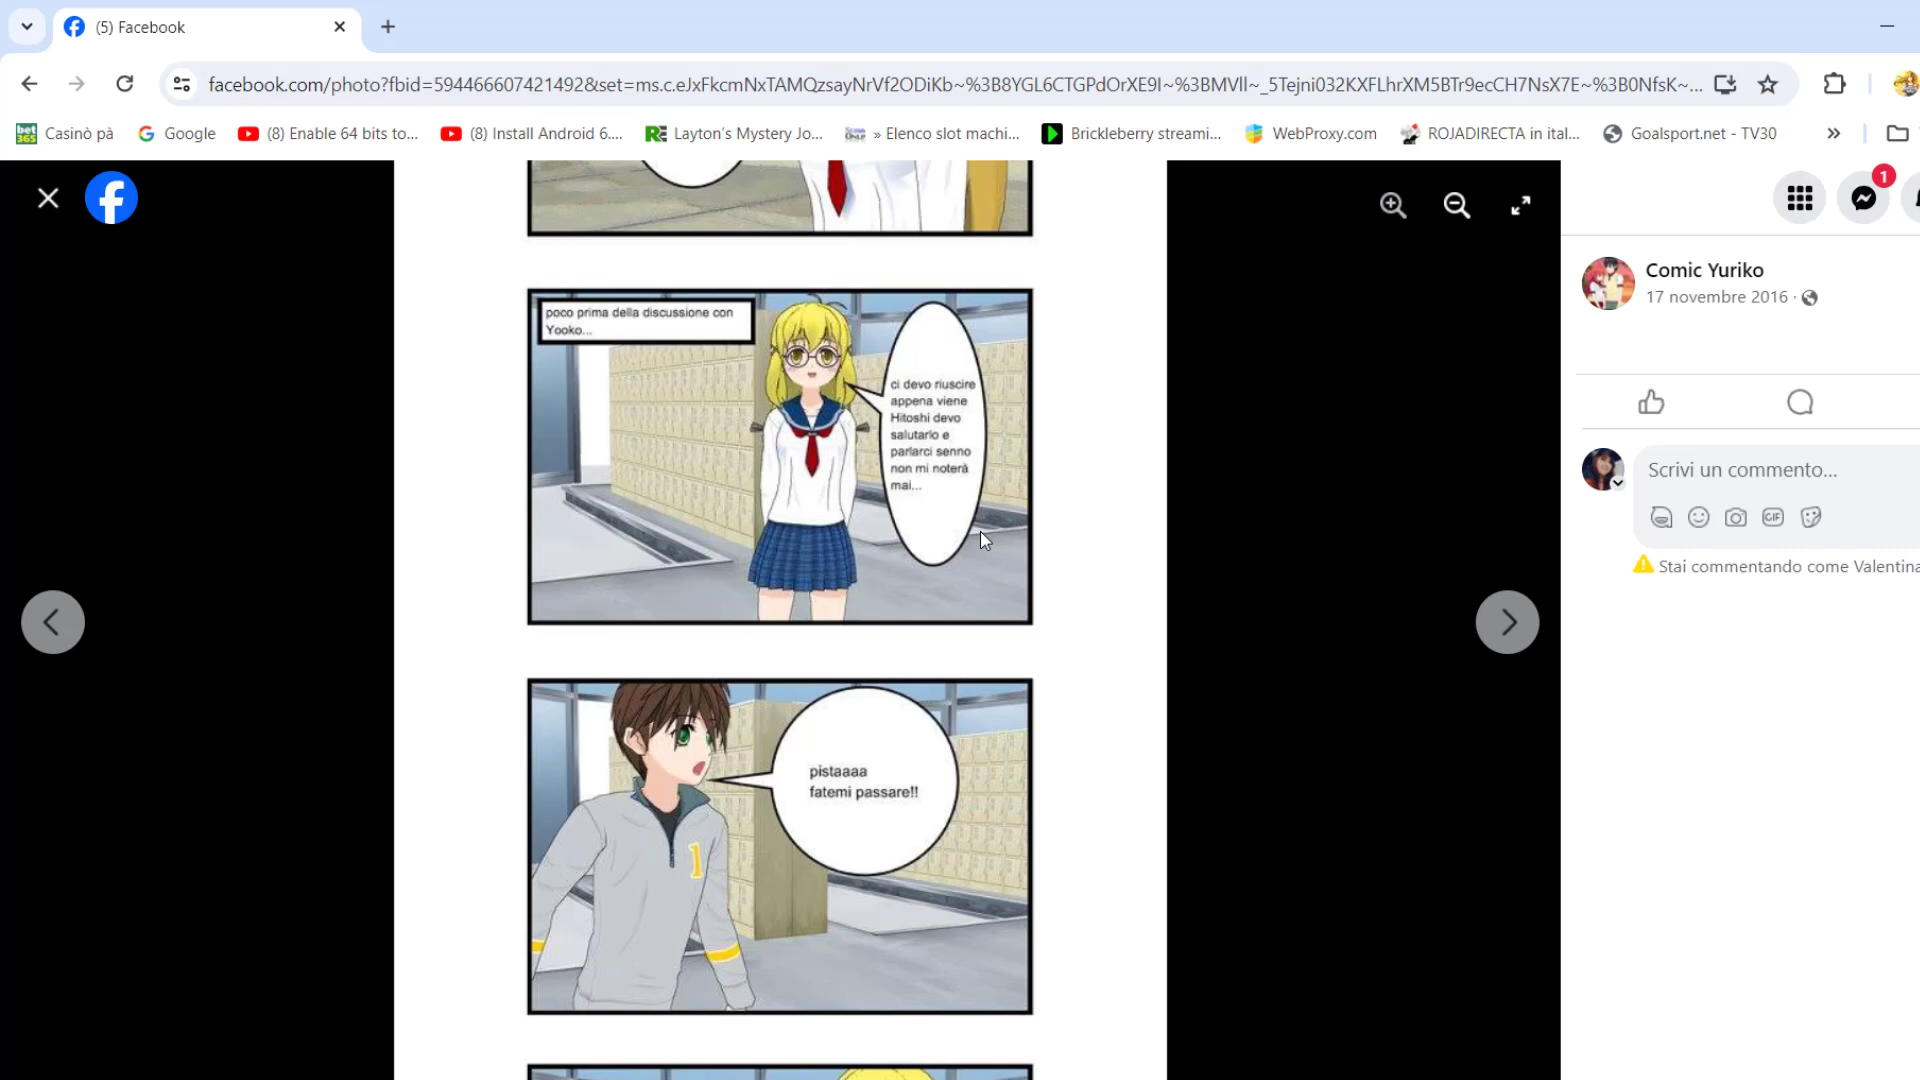 (5) Facebook
facebook.com/photo?fbid=594466607421492&set=ms.c.eJxFkcmNxTAMQzsayNrVf2ODiKb~%3B8YGL6CTGPdOrXE9I~%3BMVlI~_5Tejni032KXFLhrXM5BTr9ecCH7NsX7E~%3B0NfsK~...
bet365 Casinò pà
Google
(8) Enable 64 bits to...
(8) Install Android 6....
Layton's Mystery Jo...
» Elenco slot machi...
Brickleberry streami...
WebProxy.com
ROJADIRECTA in ital...
Goalsport.net - TV30
»
1
Comic Yuriko
17 novembre 2016 ·
poco prima della discussione con
Yooko...
ci devo riuscire
appena viene
Hitoshi devo
salutarlo e
parlarci senno
non mi noterà
mai...
Scrivi un commento...
GIF
Stai commentando come Valentina
pistaaaa
fatemi passare!!
1